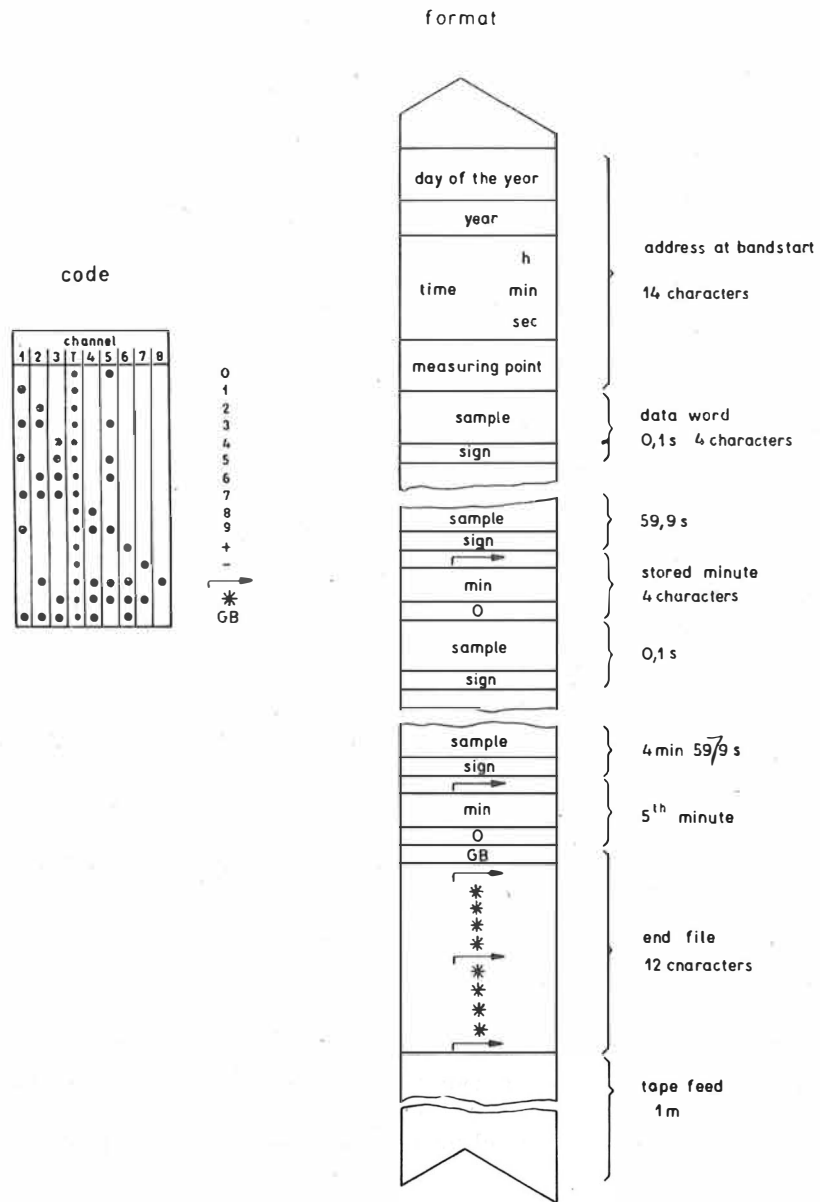 format
day of the year
year
h
time min
sec
measuring point
sample
sign
sample
sign
min
O
sample
sign
sample
sign
min
O
GB
address at bandstart
14 characters
data word
0,1 s 4 characters
59,9 s
stored minute
4 characters
0,1 s
4 min 59,9 s
5th minute
end file
12 cnaracters
tape feed
1 m
code
channel
1 2 3 T 4 5 6 7 8
0
1
2
3
4
5
6
7
8
9
+
-
*
GB